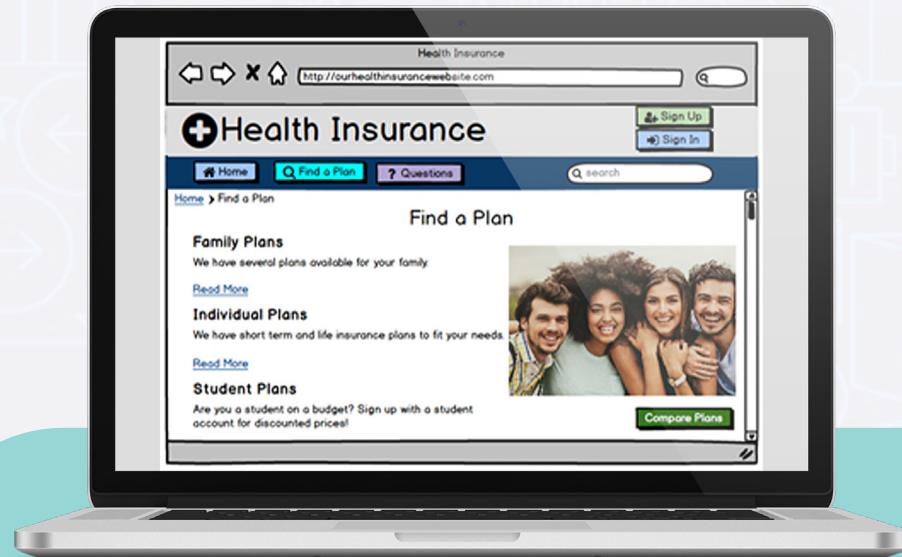 Health Insurance
http://ourhealthinsurancewebsite.com
Health Insurance
Sign Up
Sign In
Home
Find a Plan
? Questions
search
Home > Find a Plan
Find a Plan
Family Plans
We have several plans available for your family.
Read More
Individual Plans
We have short term and life insurance plans to fit your needs.
Read More
Student Plans
Are you a student on a budget? Sign up with a student
account for discounted prices!
Compare Plans